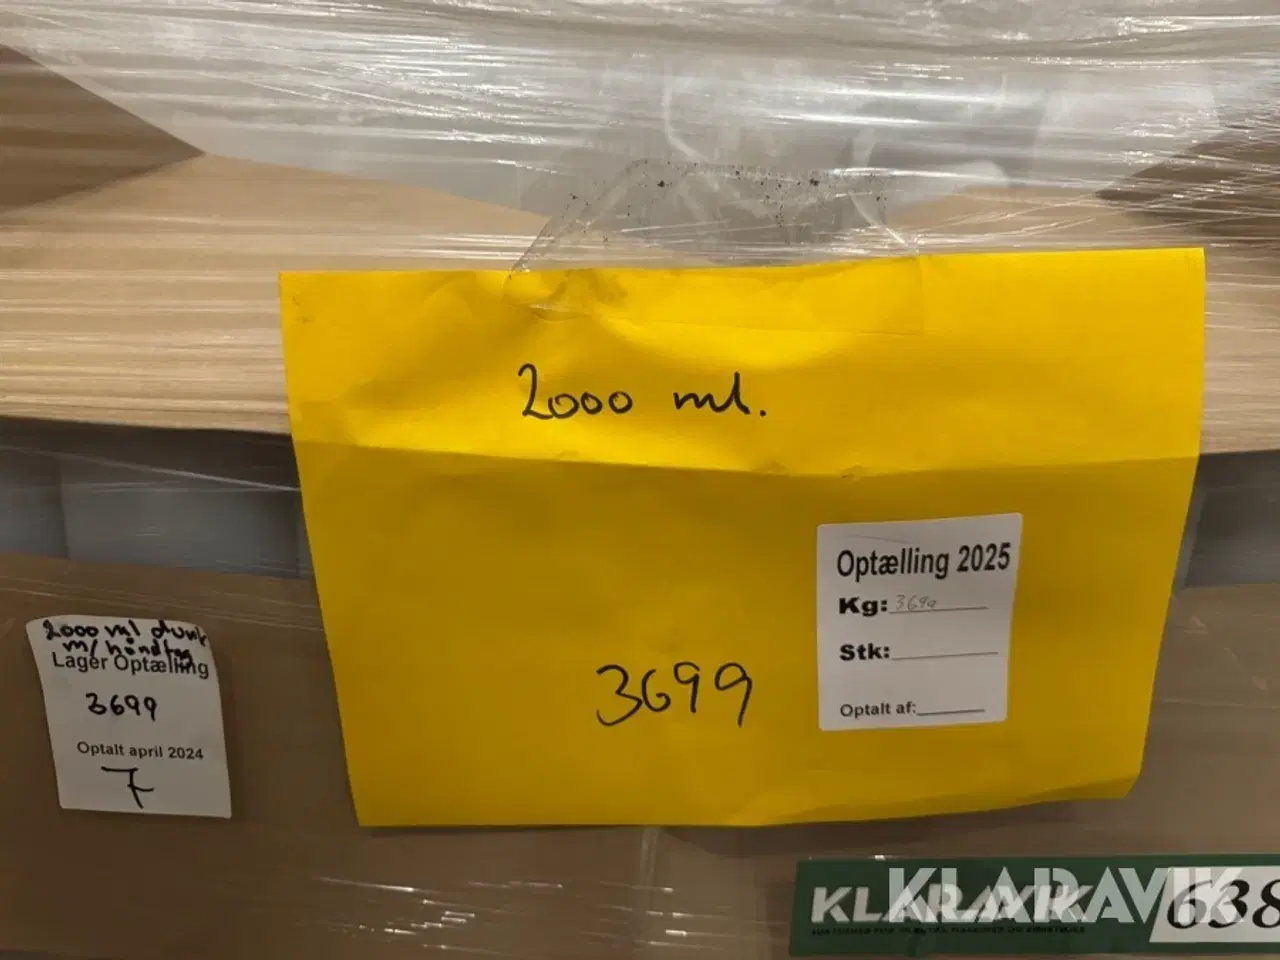 2000 ml.
3699
Optælling 2025
Kg: 3699
Stk:
Optalt af:
2000 ml dunk
m/håndtag
Lager Optælling
3699
Optalt april 2024
7
KLARAVIK
638
KLARAVIK